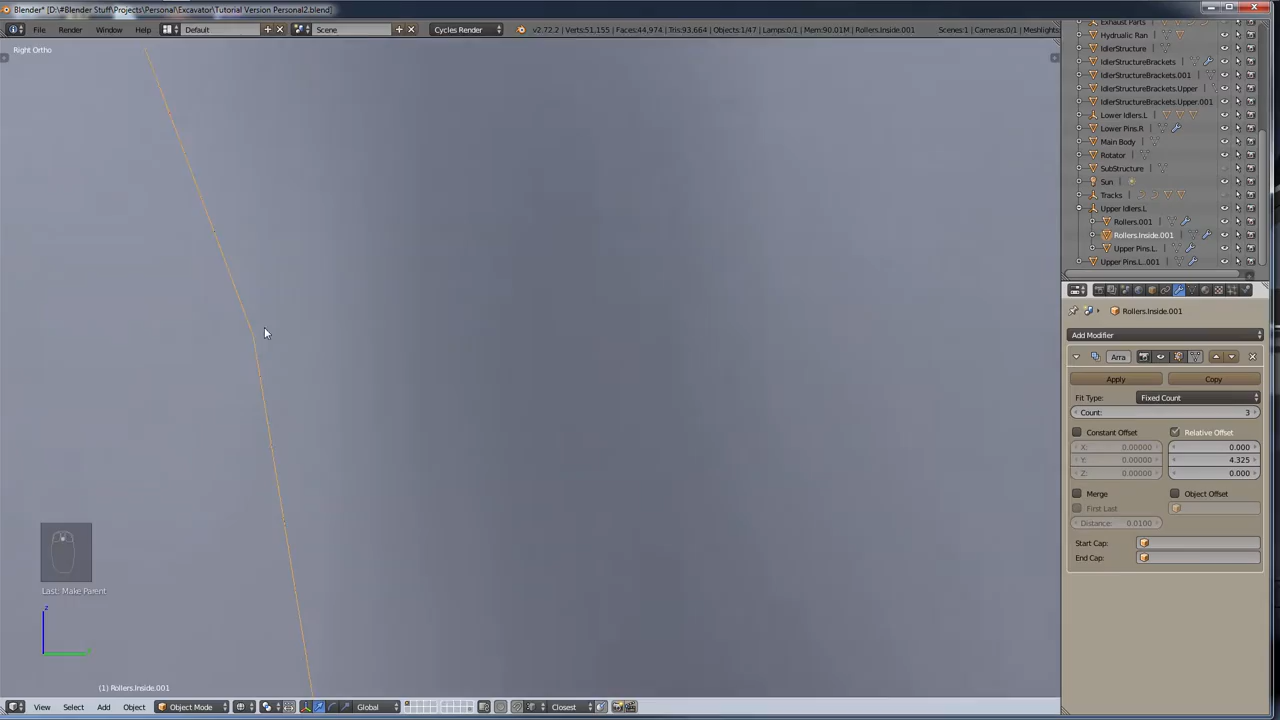 Blender* [D:\#Blender Stuff\Projects\Personal\Excavator\Tutorial Version Personal2.blend]
File Render Window Help Default Scene Cycles Render v2.72.2 | Verts:51,155 | Faces:44,974 | Tris:93,664 | Objects:1/47 | Lamps:0/1 | Mem:90.01M | Rollers.Inside.001 Scenes:1 | Cameras:0/1 | Meshlights:
Right Ortho
Exhaust Parts
Hydrualic Ran
IdlerStructure
IdlerStructureBrackets
IdlerStructureBrackets.001
IdlerStructureBrackets.Upper
IdlerStructureBrackets.Upper.001
Lower Idlers.L
Lower Pins.R
Main Body
Rotator
SubStructure
Sun
Tracks
Upper Idlers.L
Rollers.001
Rollers.Inside.001
Upper Pins.L.
Upper Pins.L..001
Rollers.Inside.001
Add Modifier
Arra
Apply Copy
Fit Type: Fixed Count
Count: 3
Constant Offset Relative Offset
X: 0.00000 0.000
Y: 0.00000 4.325
Z: 0.00000 0.000
Merge Object Offset
First Last
Distance: 0.0100
Start Cap:
End Cap:
Last: Make Parent
z
(1) Rollers.Inside.001
View Select Add Object Object Mode Global Closest